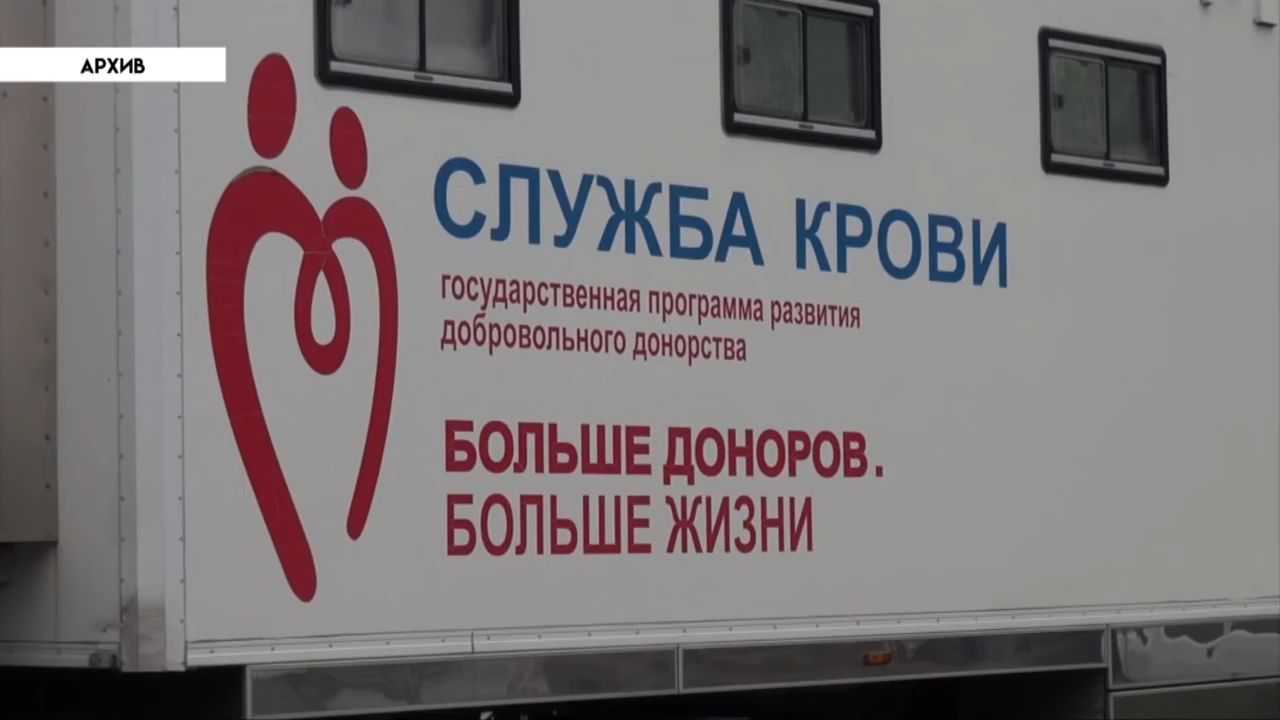 АРХИВ
СЛУЖБА КРОВИ
государственная программа развития
добровольного донорства
БОЛЬШЕ ДОНОРОВ.
БОЛЬШЕ ЖИЗНИ